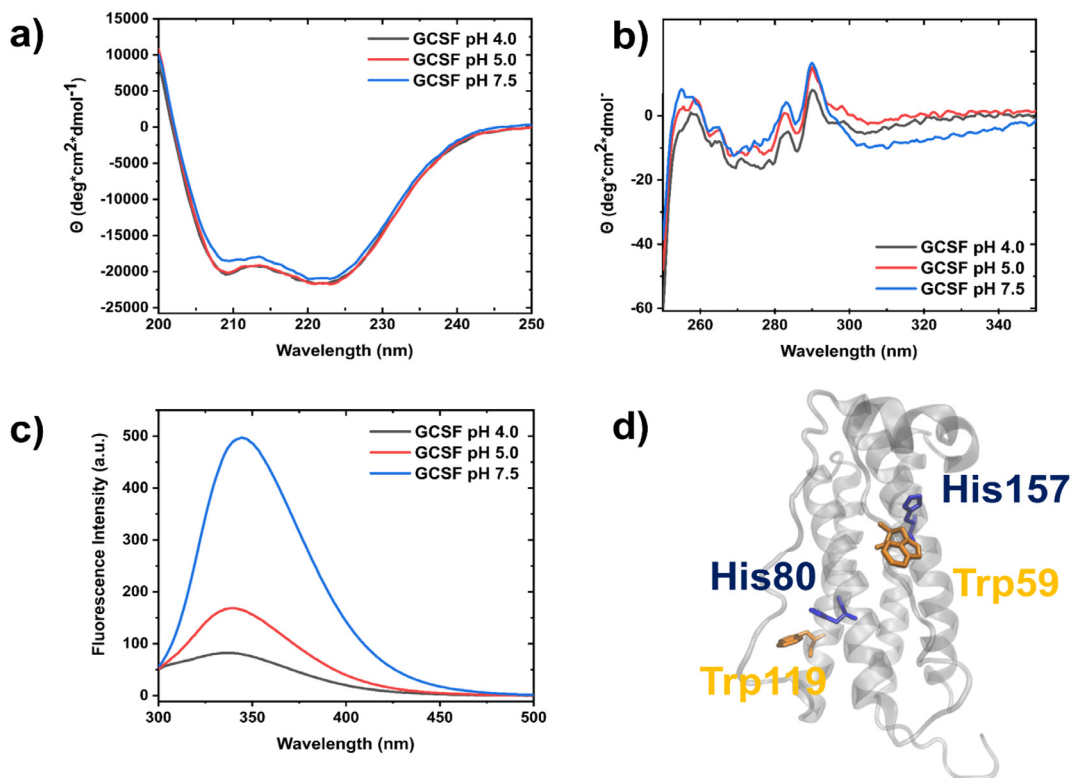 a)
15000
10000
5000
0
-5000
-10000
-15000
-20000
-25000
Θ (deg*cm2*dmol-1)
GCSF pH 4.0
GCSF pH 5.0
GCSF pH 7.5
200 210 220 230 240 250
Wavelength (nm)
b)
20
0
-20
-40
-60
Θ (deg*cm2*dmol-
GCSF pH 4.0
GCSF pH 5.0
GCSF pH 7.5
260 280 300 320 340
Wavelength (nm)
c)
500
400
300
200
100
0
Fluorescence Intensity (a.u.)
GCSF pH 4.0
GCSF pH 5.0
GCSF pH 7.5
300 350 400 450 500
Wavelength (nm)
d)
His157
His80
Trp59
Trp119